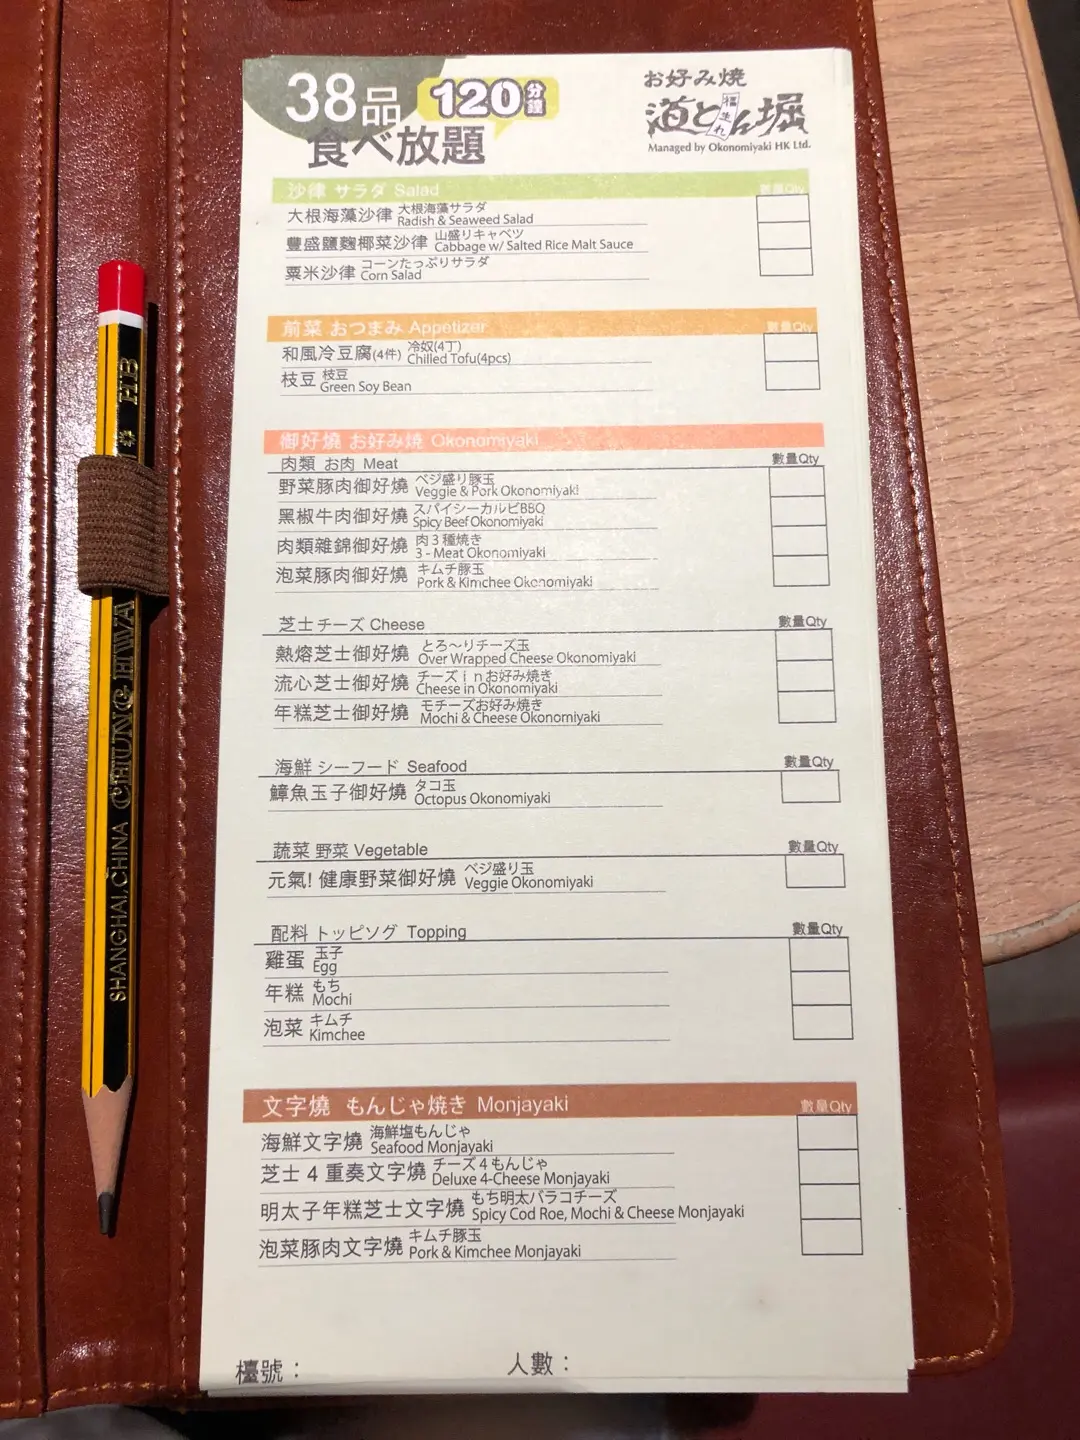 38品 120分鐘
食べ放題
お好み焼
道とん堀
Managed by Okonomiyaki HK Ltd.
沙律 サラダ Salad 數量Qty
大根海藻沙律 大根海藻サラダ
Radish & Seaweed Salad
豐盛鹽麴椰菜沙律 山盛リキャベツ
Cabbage w/ Salted Rice Malt Sauce
粟米沙律 コーンたっぷりサラダ
Corn Salad
前菜 おつまみ Appetizer 數量Qty
和風冷豆腐(4件) 冷奴(4丁)
Chilled Tofu(4pcs)
枝豆 枝豆
Green Soy Bean
御好燒 お好み焼 Okonomiyaki
肉類 お肉 Meat 數量Qty
野菜豚肉御好燒 ベジ盛り豚玉
Veggie & Pork Okonomiyaki
黑椒牛肉御好燒 スパイシーカルビBBQ
Spicy Beef Okonomiyaki
肉類雜錦御好燒 肉3種焼き
3 - Meat Okonomiyaki
泡菜豚肉御好燒 キムチ豚玉
Pork & Kimchee Okonomiyaki
芝士 チーズ Cheese 數量Qty
熱熔芝士御好燒 とろ～りチーズ玉
Over Wrapped Cheese Okonomiyaki
流心芝士御好燒 チーズｉｎお好み焼き
Cheese in Okonomiyaki
年糕芝士御好燒 モチーズお好み焼き
Mochi & Cheese Okonomiyaki
海鮮 シーフード Seafood 數量Qty
鱆魚玉子御好燒 タコ玉
Octopus Okonomiyaki
蔬菜 野菜 Vegetable 數量Qty
元氣! 健康野菜御好燒 ベジ盛り玉
Veggie Okonomiyaki
配料 トッピソグ Topping 數量Qty
雞蛋 玉子
Egg
年糕 もち
Mochi
泡菜 キムチ
Kimchee
文字燒 もんじゃ焼き Monjayaki 數量Qty
海鮮文字燒 海鮮塩もんじゃ
Seafood Monjayaki
芝士 4 重奏文字燒 チーズ4もんじゃ
Deluxe 4-Cheese Monjayaki
明太子年糕芝士文字燒 もち明太バラコチーズ
Spicy Cod Roe, Mochi & Cheese Monjayaki
泡菜豚肉文字燒 キムチ豚玉
Pork & Kimchee Monjayaki
檯號： 人數：
HB
CHUNG HWA
SHANGHAI, CHINA